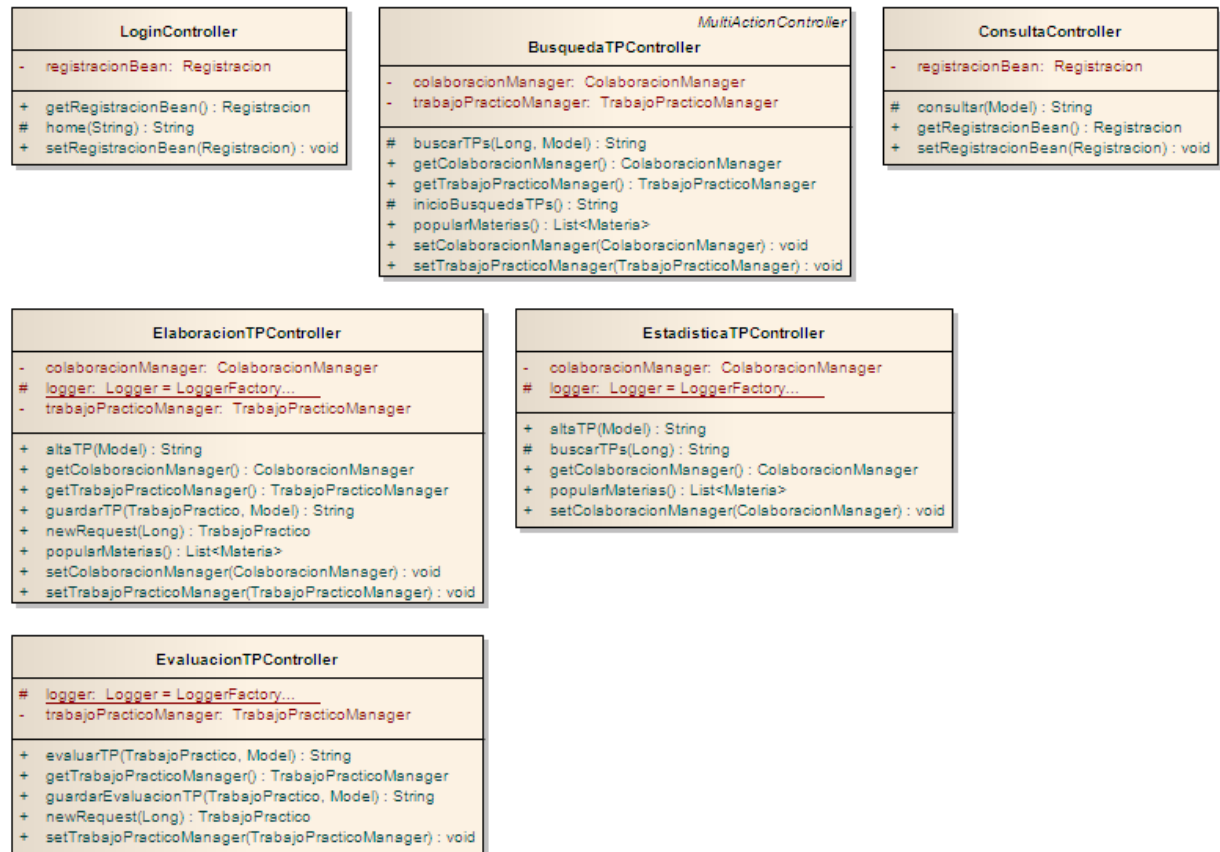 LoginController
- registracionBean: Registracion
+ getRegistracionBean() : Registracion
# home(String) : String
+ setRegistracionBean(Registracion) : void
MultiActionController
BusquedaTPController
- colaboracionManager: ColaboracionManager
- trabajoPracticoManager: TrabajoPracticoManager
# buscarTPs(Long, Model) : String
+ getColaboracionManager() : ColaboracionManager
+ getTrabajoPracticoManager() : TrabajoPracticoManager
# inicioBusquedaTPs() : String
+ popularMaterias() : List<Materia>
+ setColaboracionManager(ColaboracionManager) : void
+ setTrabajoPracticoManager(TrabajoPracticoManager) : void
ConsultaController
- registracionBean: Registracion
# consultar(Model) : String
+ getRegistracionBean() : Registracion
+ setRegistracionBean(Registracion) : void
ElaboracionTPController
- colaboracionManager: ColaboracionManager
# logger: Logger = LoggerFactory...
- trabajoPracticoManager: TrabajoPracticoManager
+ altaTP(Model) : String
+ getColaboracionManager() : ColaboracionManager
+ getTrabajoPracticoManager() : TrabajoPracticoManager
+ guardarTP(TrabajoPractico, Model) : String
+ newRequest(Long) : TrabajoPractico
+ popularMaterias() : List<Materia>
+ setColaboracionManager(ColaboracionManager) : void
+ setTrabajoPracticoManager(TrabajoPracticoManager) : void
EstadisticaTPController
- colaboracionManager: ColaboracionManager
# logger: Logger = LoggerFactory...
+ altaTP(Model) : String
# buscarTPs(Long) : String
+ getColaboracionManager() : ColaboracionManager
+ popularMaterias() : List<Materia>
+ setColaboracionManager(ColaboracionManager) : void
EvaluacionTPController
# logger: Logger = LoggerFactory...
- trabajoPracticoManager: TrabajoPracticoManager
+ evaluarTP(TrabajoPractico, Model) : String
+ getTrabajoPracticoManager() : TrabajoPracticoManager
+ guardarEvaluacionTP(TrabajoPractico, Model) : String
+ newRequest(Long) : TrabajoPractico
+ setTrabajoPracticoManager(TrabajoPracticoManager) : void